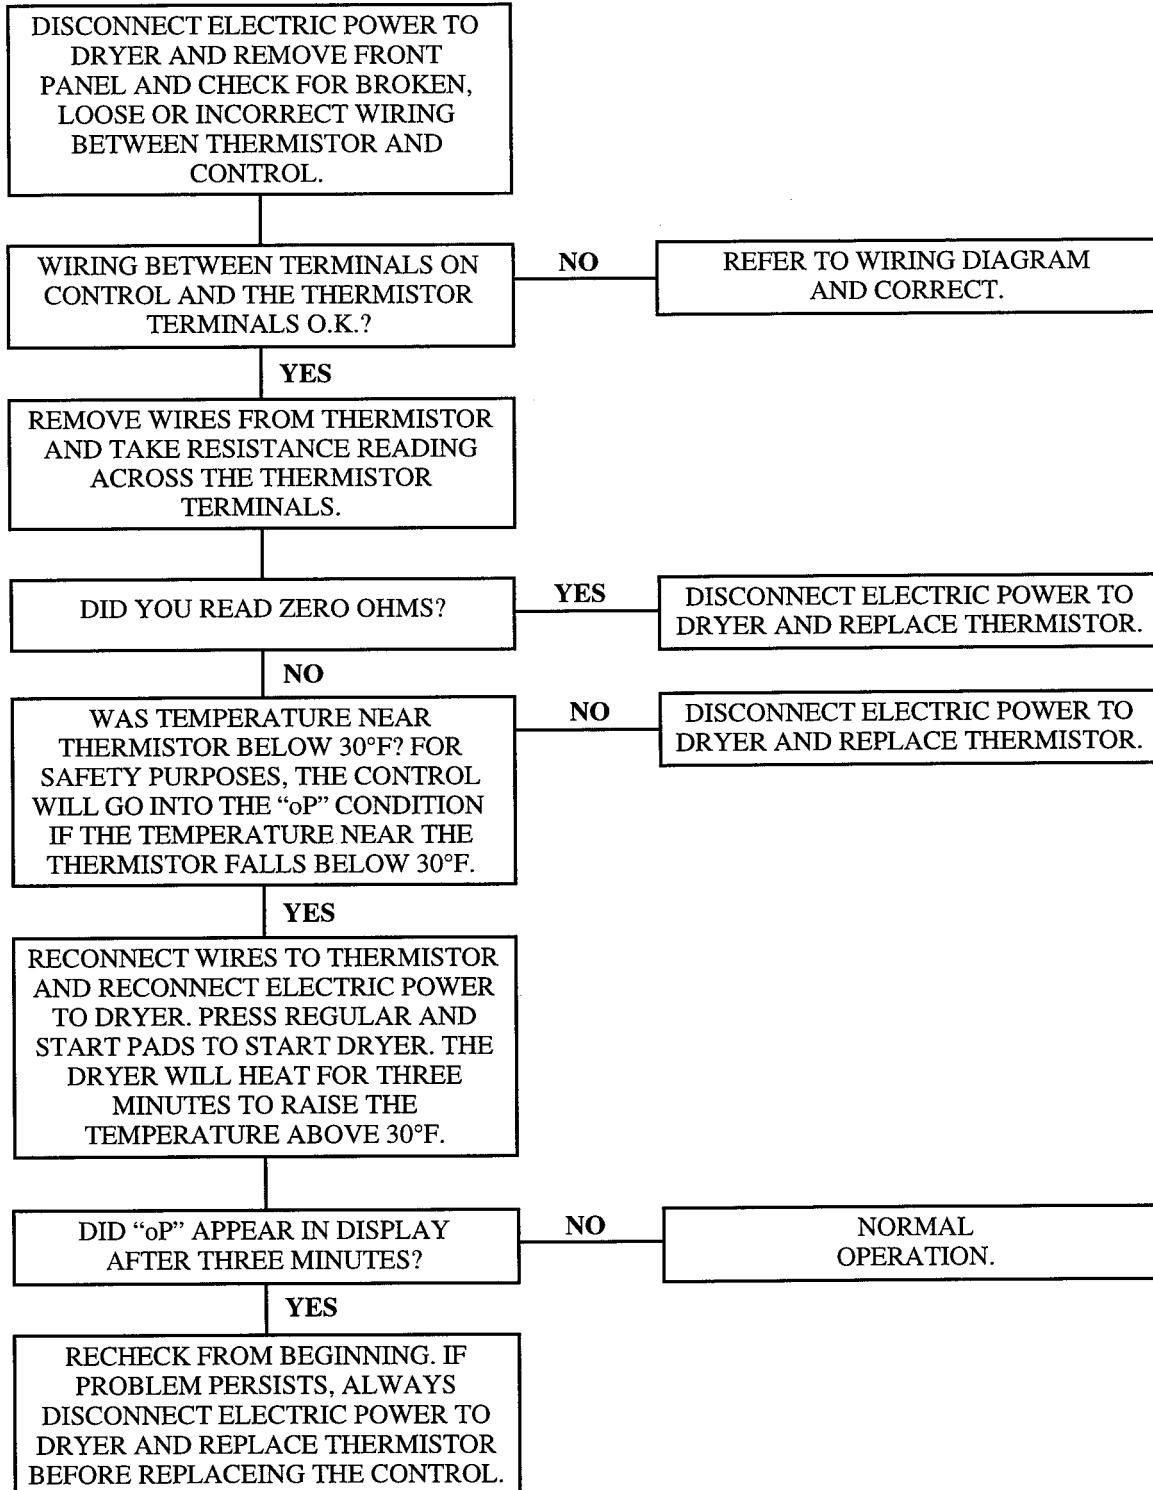 DISCONNECT ELECTRIC POWER TO
DRYER AND REMOVE FRONT
PANEL AND CHECK FOR BROKEN,
LOOSE OR INCORRECT WIRING
BETWEEN THERMISTOR AND
CONTROL.
WIRING BETWEEN TERMINALS ON
CONTROL AND THE THERMISTOR
TERMINALS O.K.?
NO
REFER TO WIRING DIAGRAM
AND CORRECT.
YES
REMOVE WIRES FROM THERMISTOR
AND TAKE RESISTANCE READING
ACROSS THE THERMISTOR
TERMINALS.
DID YOU READ ZERO OHMS?
YES
DISCONNECT ELECTRIC POWER TO
DRYER AND REPLACE THERMISTOR.
NO
WAS TEMPERATURE NEAR
THERMISTOR BELOW 30°F? FOR
SAFETY PURPOSES, THE CONTROL
WILL GO INTO THE “oP” CONDITION
IF THE TEMPERATURE NEAR THE
THERMISTOR FALLS BELOW 30°F.
NO
DISCONNECT ELECTRIC POWER TO
DRYER AND REPLACE THERMISTOR.
YES
RECONNECT WIRES TO THERMISTOR
AND RECONNECT ELECTRIC POWER
TO DRYER. PRESS REGULAR AND
START PADS TO START DRYER. THE
DRYER WILL HEAT FOR THREE
MINUTES TO RAISE THE
TEMPERATURE ABOVE 30°F.
DID “oP” APPEAR IN DISPLAY
AFTER THREE MINUTES?
NO
NORMAL
OPERATION.
YES
RECHECK FROM BEGINNING. IF
PROBLEM PERSISTS, ALWAYS
DISCONNECT ELECTRIC POWER TO
DRYER AND REPLACE THERMISTOR
BEFORE REPLACEING THE CONTROL.